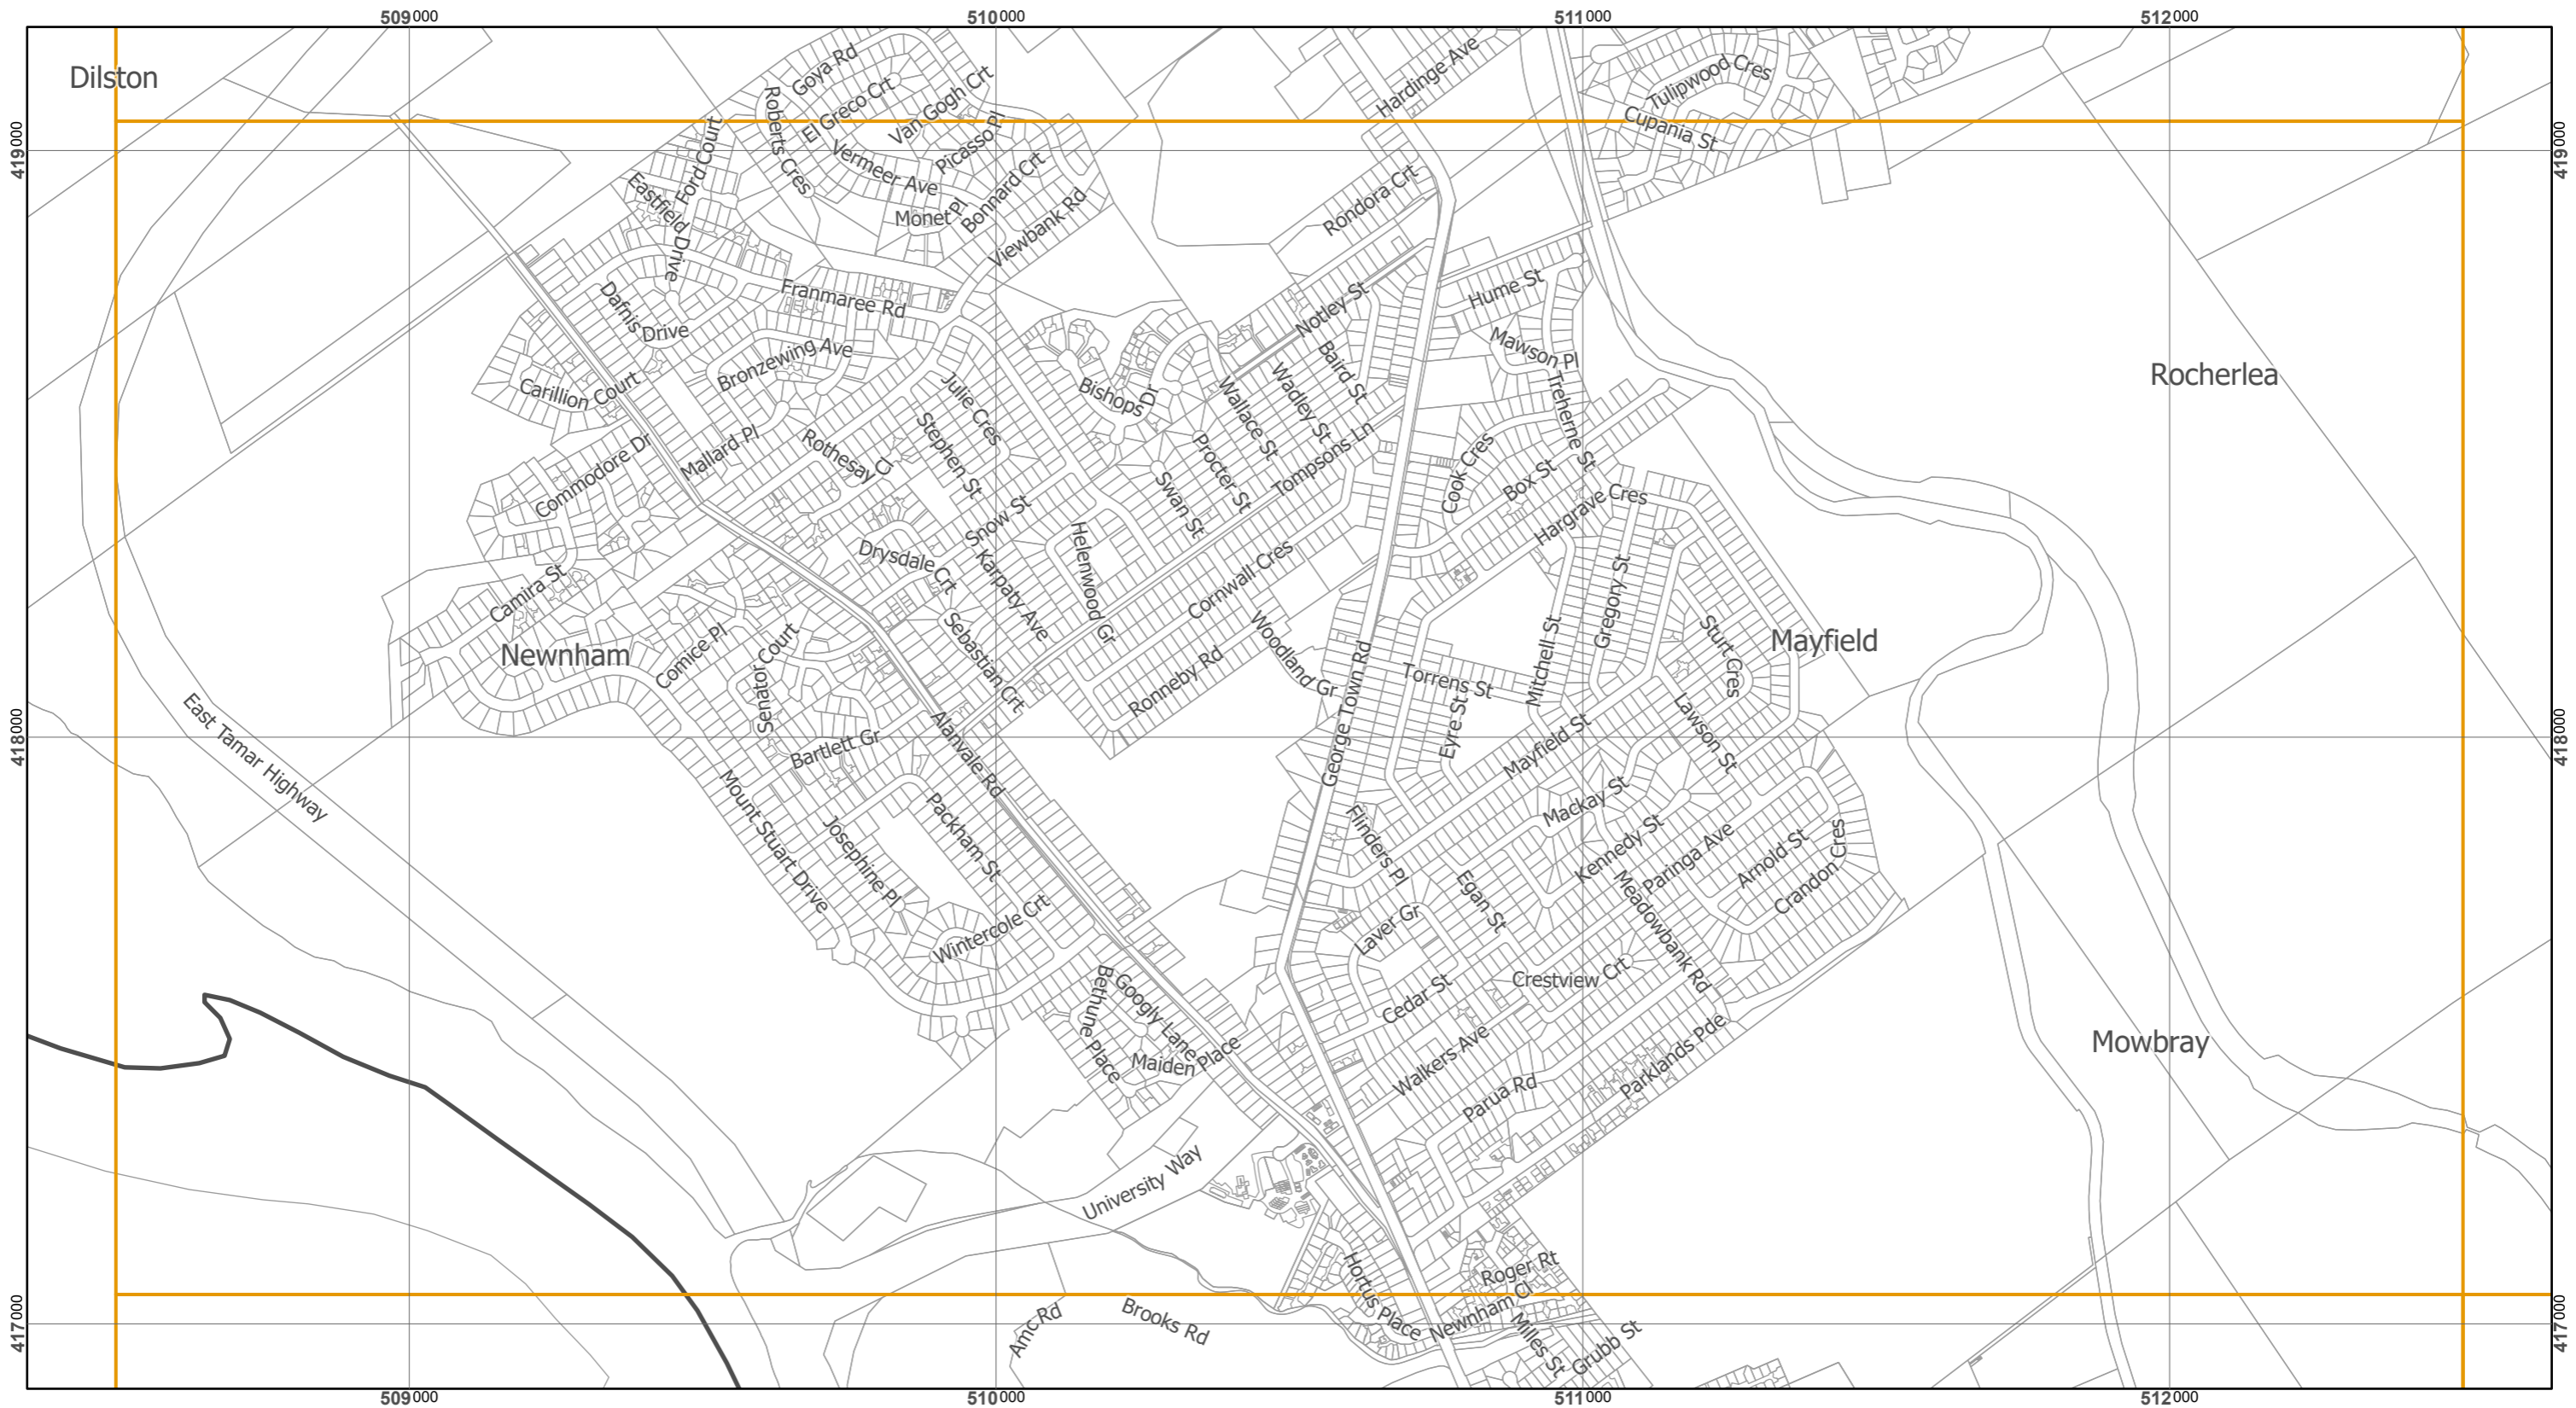 509000
510000
511000
512000
Dilston
Goya Rd
El Greco Crt
Van Gogh Crt
Picasso Pl
Roberts Cres
Vermeer Ave
Bonnard Crt
Monet Pl
Viewbank Rd
Ford Court
Eastfield Drive
Hardinge Ave
Tulipwood Cres
Cupania St
419000
419000
Rondora Crt
Franmaree Rd
Dafnis Drive
Bronzewing Ave
Carillion Court
Commodore Dr
Mallard Pl
Rothesay Cl
Julie Cres
Stephen St
Bishops Dr
Notley St
Baird St
Wadley St
Wallace St
Procter St
Tompsons Ln
Swan St
Hume St
Mawson Pl
Treherne St
Cook Cres
Box St
Hargrave Cres
Rocherlea
Snow St
Drysdale Crt
Karpaty Ave
Helenwood Gr
Cornwall Cres
Camira St
Newnham
Comice Pl
Senator Court
Sebastian Crt
Ronneby Rd
Woodland Gr
George Town Rd
Torrens St
Eyre St
Mitchell St
Gregory St
Sturt Cres
Mayfield
Lawson St
Mayfield St
418000
418000
East Tamar Highway
Bartlett Gr
Alanvale Rd
Mount Stuart Drive
Josephine Pl
Packham St
Wintercole Crt
Flinders Pl
Mackay St
Kennedy St
Paringa Ave
Arnold St
Crandon Cres
Egan St
Laver Gr
Meadowbank Rd
Crestview Crt
Cedar St
Bethune Place
Googly Lane
Maiden Place
Walkers Ave
Parua Rd
Parklands Pde
Mowbray
University Way
Hortus Place
Roger Rt
Newnham Cl
Milles St
Grubb St
Amc Rd
Brooks Rd
417000
417000
509000
510000
511000
512000